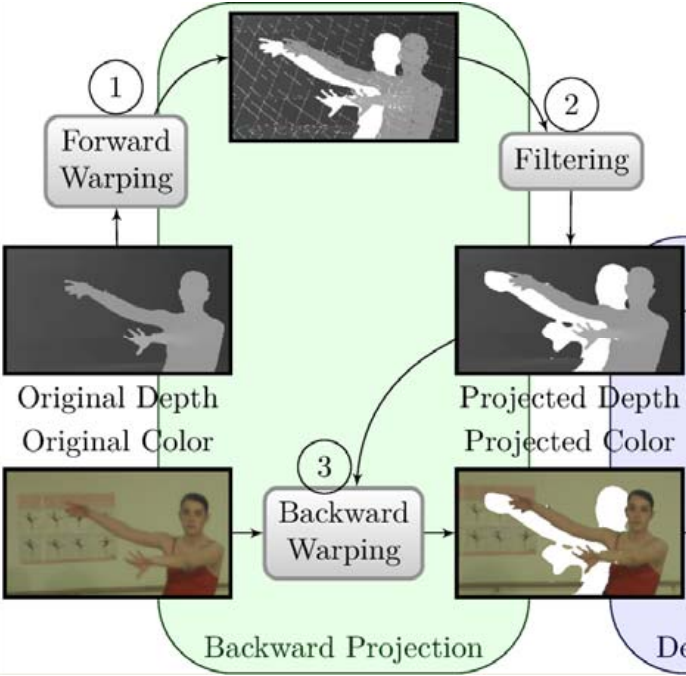 1
Forward
Warping
2
Filtering
Original Depth
Projected Depth
Original Color
Projected Color
3
Backward
Warping
Backward Projection
De